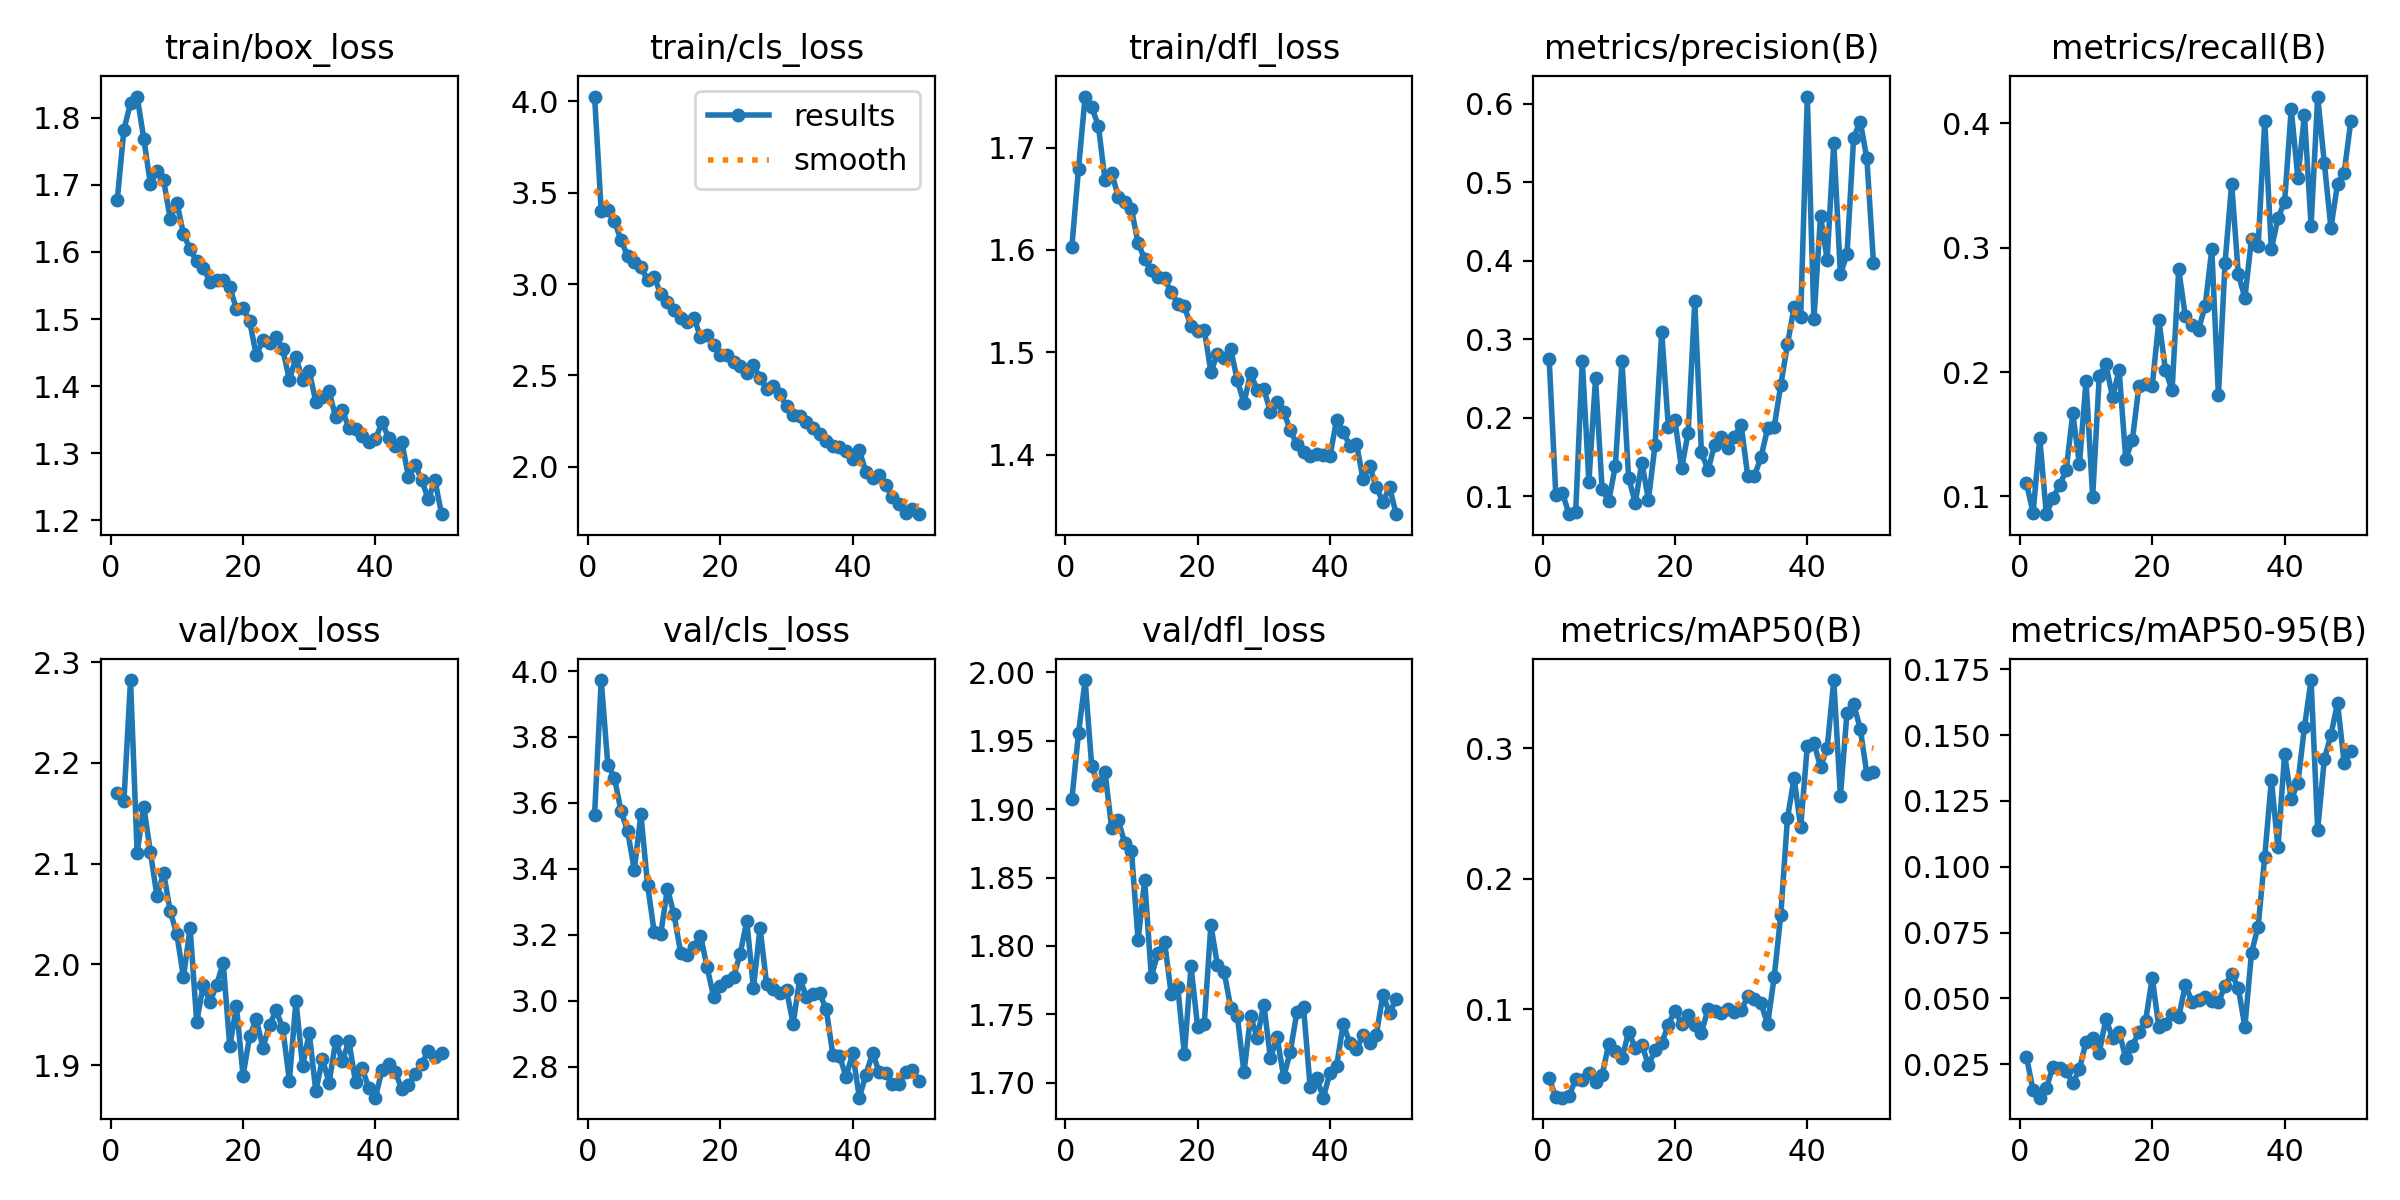 train/box_loss
train/cls_loss
train/dfl_loss
metrics/precision(B)
metrics/recall(B)
1.8
1.7
1.6
1.5
1.4
1.3
1.2
0 20 40
4.0
3.5
3.0
2.5
2.0
0 20 40
results
smooth
1.7
1.6
1.5
1.4
0 20 40
0.6
0.5
0.4
0.3
0.2
0.1
0 20 40
0.4
0.3
0.2
0.1
0 20 40
val/box_loss
val/cls_loss
val/dfl_loss
metrics/mAP50(B)
metrics/mAP50-95(B)
2.3
2.2
2.1
2.0
1.9
0 20 40
4.0
3.8
3.6
3.4
3.2
3.0
2.8
0 20 40
2.00
1.95
1.90
1.85
1.80
1.75
1.70
0 20 40
0.3
0.2
0.1
0 20 40
0.175
0.150
0.125
0.100
0.075
0.050
0.025
0 20 40